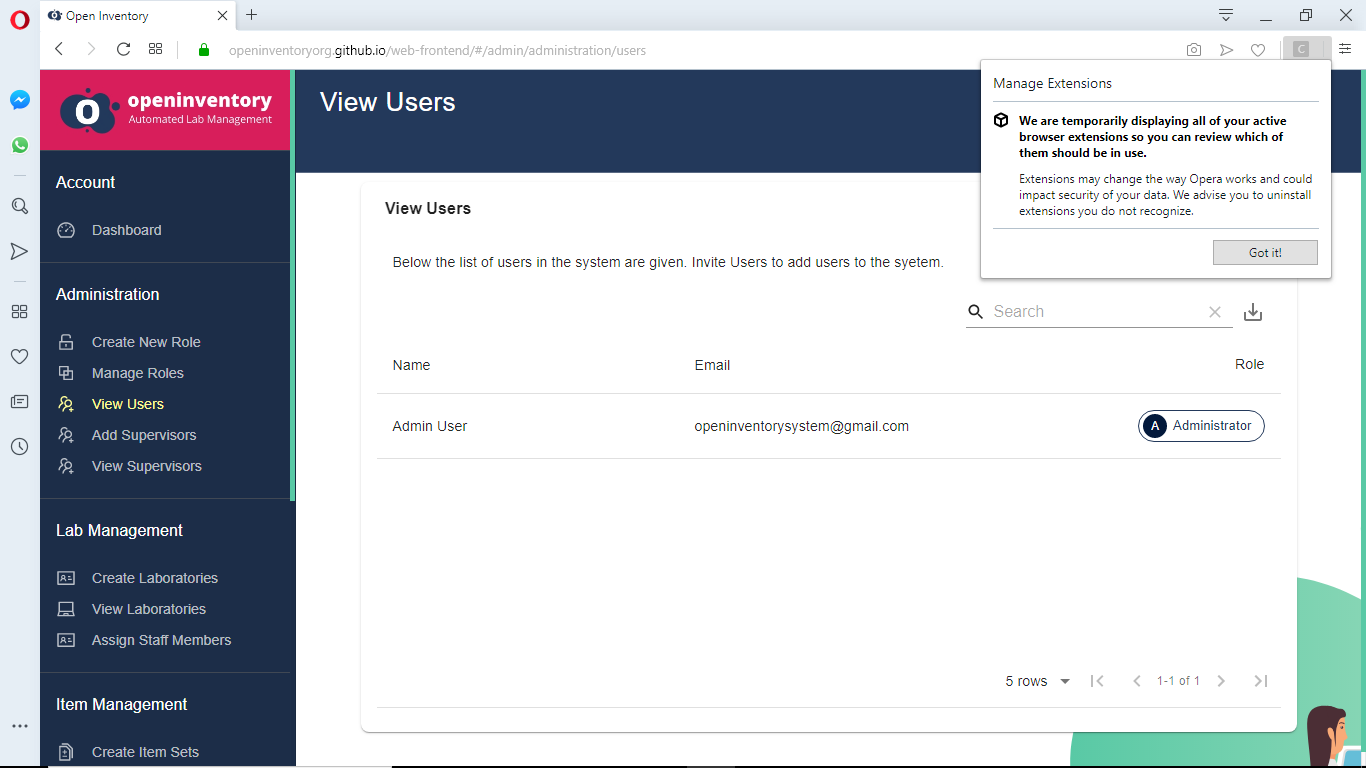 Open Inventory
openinventoryorg.github.io/web-frontend/#/admin/administration/users
C
openinventory
Automated Lab Management
Account
Dashboard
Administration
Create New Role
Manage Roles
View Users
Add Supervisors
View Supervisors
Lab Management
Create Laboratories
View Laboratories
Assign Staff Members
Item Management
Create Item Sets
View Users
View Users
Below the list of users in the system are given. Invite Users to add users to the syetem.
Search
Name Email Role
Admin User openinventorysystem@gmail.com A Administrator
5 rows 1-1 of 1
Manage Extensions
We are temporarily displaying all of your active
browser extensions so you can review which of
them should be in use.
Extensions may change the way Opera works and could
impact security of your data. We advise you to uninstall
extensions you do not recognize.
Got it!